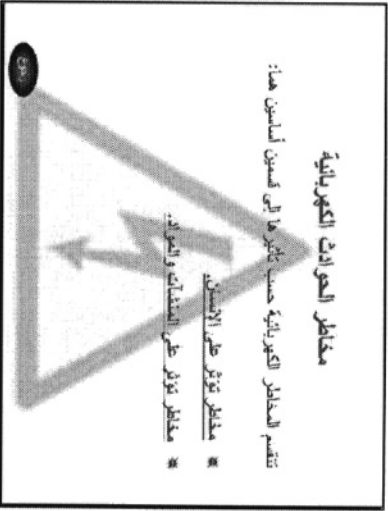 مخاطر الحوادث الكهربائية
تنقسم المخاطر الكهربائية حسب تأثيرها إلى قسمين أساسين هما:
* مخاطر تؤثر على الإنسان.
* مخاطر تؤثر على المنشآت والمواد.